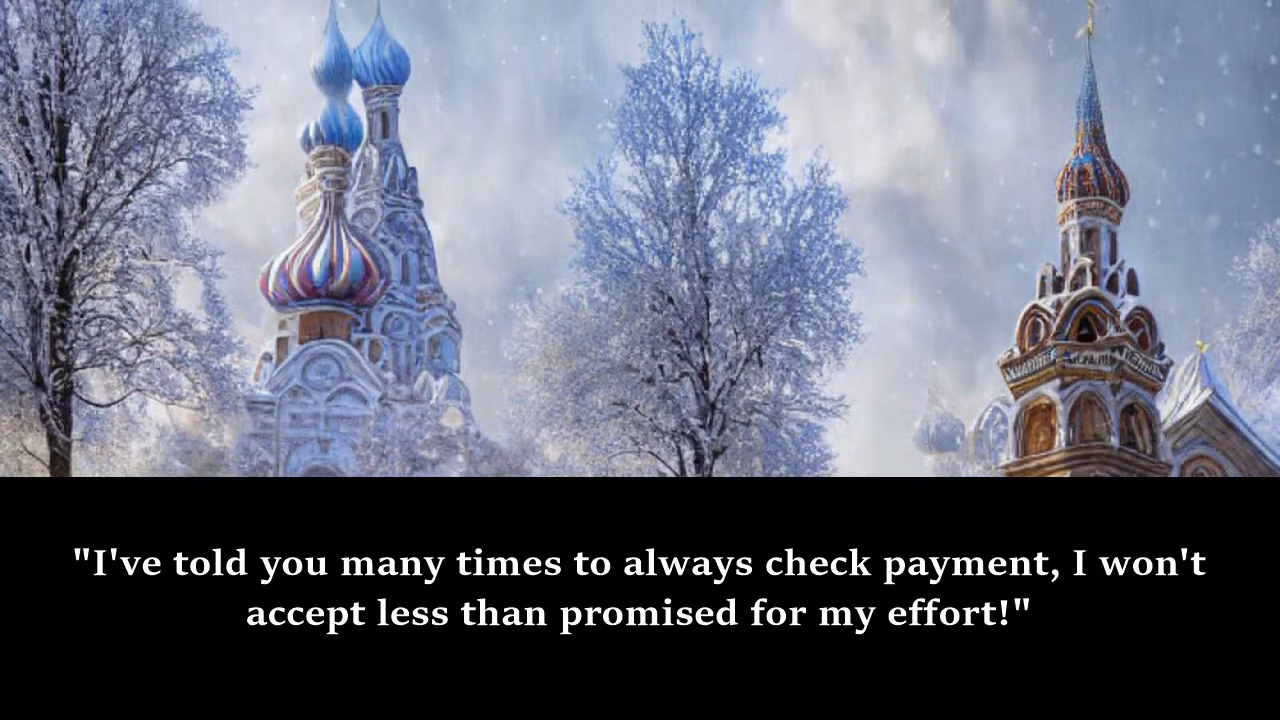 "I've told you many times to always check payment, I won't
accept less than promised for my effort!"